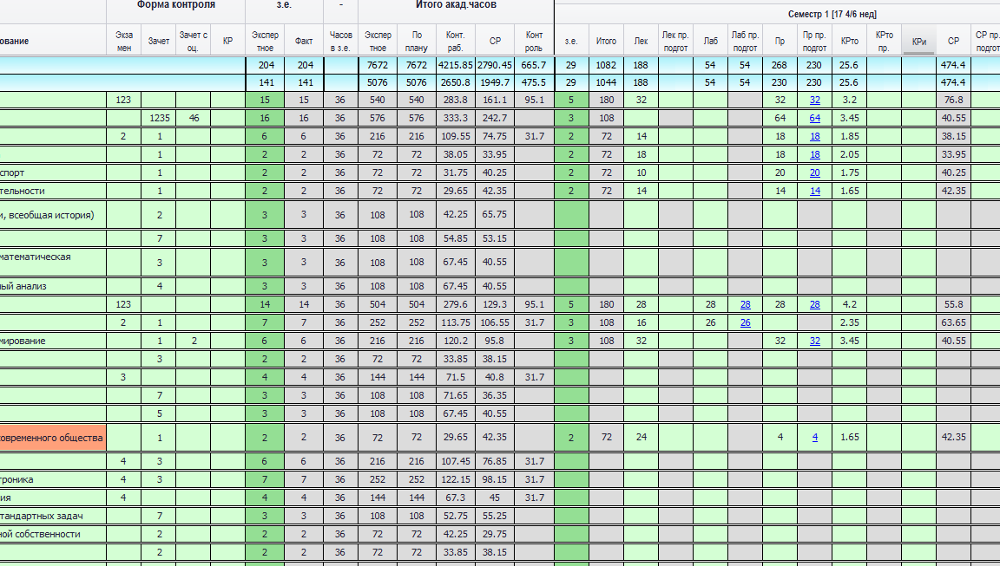 Форма контроля з.е. - Итого акад.часов
Семестр 1 [17 4/6 нед]
Экза мен Зачет Зачет с оц. КР Экспер тное Факт Часов в з.е. Экспер тное По плану Конт. раб. СР Конт роль з.е. Итого Лек Лек пр. подгот Лаб Лаб пр. подгот Пр Пр пр. подгот КРто КРто пр. КРи СР СР пр. подгот
204 204 7672 7672 4215.85 2790.45 665.7 29 1082 188 54 54 268 230 25.6 474.4
141 141 5076 5076 2650.8 1949.7 475.5 29 1044 188 54 54 230 230 25.6 474.4
123 15 15 36 540 540 283.8 161.1 95.1 5 180 32 32 32 3.2 76.8
1235 46 16 16 36 576 576 333.3 242.7 3 108 64 64 3.45 40.55
2 1 6 6 36 216 216 109.55 74.75 31.7 2 72 14 18 18 1.85 38.15
1 2 2 36 72 72 38.05 33.95 2 72 18 18 18 2.05 33.95
спорт 1 2 2 36 72 72 31.75 40.25 2 72 10 20 20 1.75 40.25
тельности 1 2 2 36 72 72 29.65 42.35 2 72 14 14 14 1.65 42.35
и, всеобщая история) 2 3 3 36 108 108 42.25 65.75
7 3 3 36 108 108 54.85 53.15
математическая 3 3 3 36 108 108 67.45 40.55
ый анализ 4 3 3 36 108 108 67.45 40.55
123 14 14 36 504 504 279.6 129.3 95.1 5 180 28 28 28 28 28 4.2 55.8
2 1 7 7 36 252 252 113.75 106.55 31.7 3 108 16 26 26 2.35 63.65
мирование 1 2 6 6 36 216 216 120.2 95.8 3 108 32 32 32 3.45 40.55
3 2 2 36 72 72 33.85 38.15
3 4 4 36 144 144 71.5 40.8 31.7
7 3 3 36 108 108 71.65 36.35
5 3 3 36 108 108 67.45 40.55
овременного общества 1 2 2 36 72 72 29.65 42.35 2 72 24 4 4 1.65 42.35
4 3 6 6 36 216 216 107.45 76.85 31.7
троника 4 3 7 7 36 252 252 122.15 98.15 31.7
ия 4 4 4 36 144 144 67.3 45 31.7
тандартных задач 7 3 3 36 108 108 52.75 55.25
ной собственности 2 2 2 36 72 72 42.25 29.75
2 2 2 36 72 72 33.85 38.15